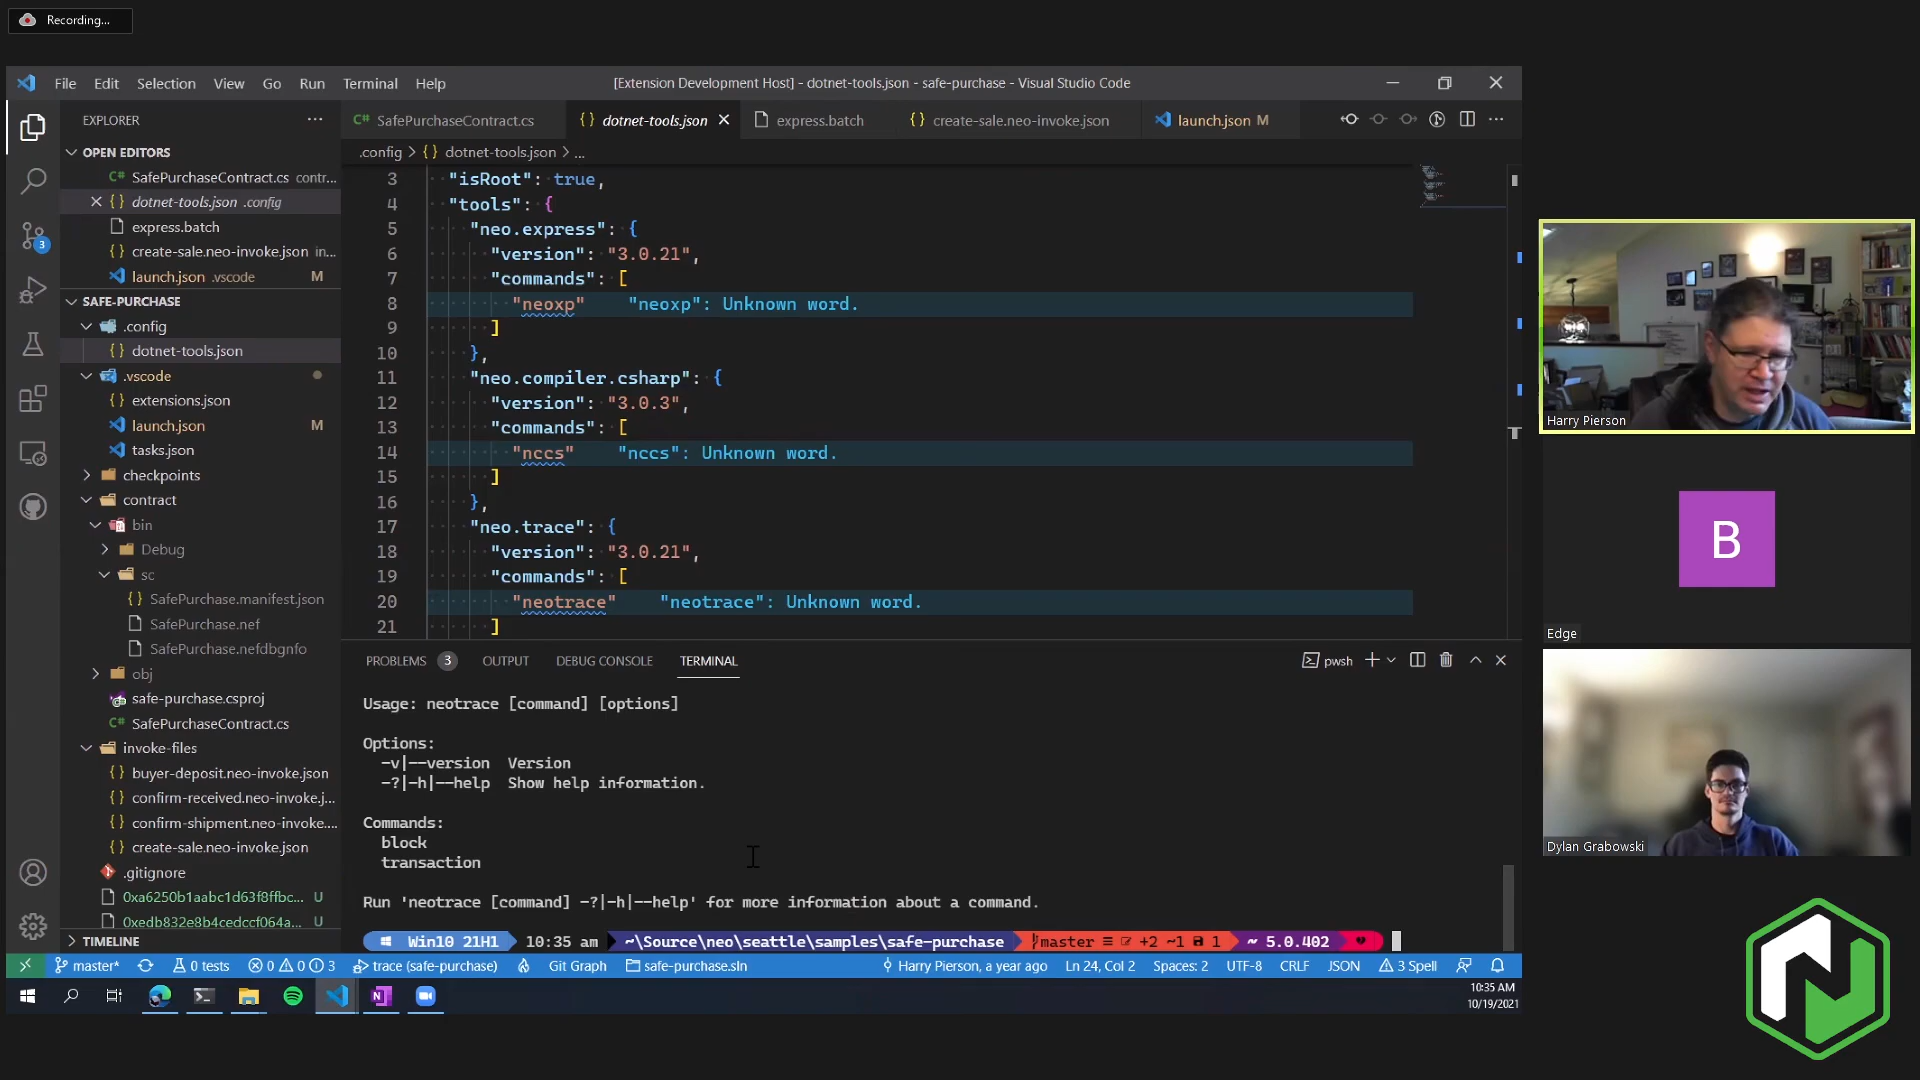 Recording...
File Edit Selection View Go Run Terminal Help
[Extension Development Host] - dotnet-tools.json - safe-purchase - Visual Studio Code
EXPLORER
OPEN EDITORS
SafePurchaseContract.cs contr...
dotnet-tools.json .config
express.batch
create-sale.neo-invoke.json in...
launch.json .vscode M
SAFE-PURCHASE
.config
dotnet-tools.json
.vscode
extensions.json
launch.json M
tasks.json
checkpoints
contract
bin
Debug
sc
SafePurchase.manifest.json
SafePurchase.nef
SafePurchase.nefdbgnfo
obj
safe-purchase.csproj
SafePurchaseContract.cs
invoke-files
buyer-deposit.neo-invoke.json
confirm-received.neo-invoke.j...
confirm-shipment.neo-invoke....
create-sale.neo-invoke.json
.gitignore
0xa6250b1aabc1d63f8ffbc... U
0xedb832e8b4cedccf064a... U
TIMELINE
3
SafePurchaseContract.cs dotnet-tools.json express.batch create-sale.neo-invoke.json launch.json M
.config > {} dotnet-tools.json > ...
3 "isRoot": true,
4 "tools": {
5 "neo.express": {
6 "version": "3.0.21",
7 "commands": [
8 "neoxp" "neoxp": Unknown word.
9 ]
10 },
11 "neo.compiler.csharp": {
12 "version": "3.0.3",
13 "commands": [
14 "nccs" "nccs": Unknown word.
15 ]
16 },
17 "neo.trace": {
18 "version": "3.0.21",
19 "commands": [
20 "neotrace" "neotrace": Unknown word.
21 ]
PROBLEMS 3 OUTPUT DEBUG CONSOLE TERMINAL
pwsh
Usage: neotrace [command] [options]
Options:
-v|--version Version
-?|-h|--help Show help information.
Commands:
block
transaction
Run 'neotrace [command] -?|-h|--help' for more information about a command.
Win10 21H1 10:35 am ~\Source\neo\seattle\samples\safe-purchase master ≡ +2 ~1 1 ~ 5.0.402
master* 0 tests 0 0 3 trace (safe-purchase) Git Graph safe-purchase.sln Harry Pierson, a year ago Ln 24, Col 2 Spaces: 2 UTF-8 CRLF JSON 3 Spell
10:35 AM
10/19/2021
Harry Pierson
B
Edge
Dylan Grabowski